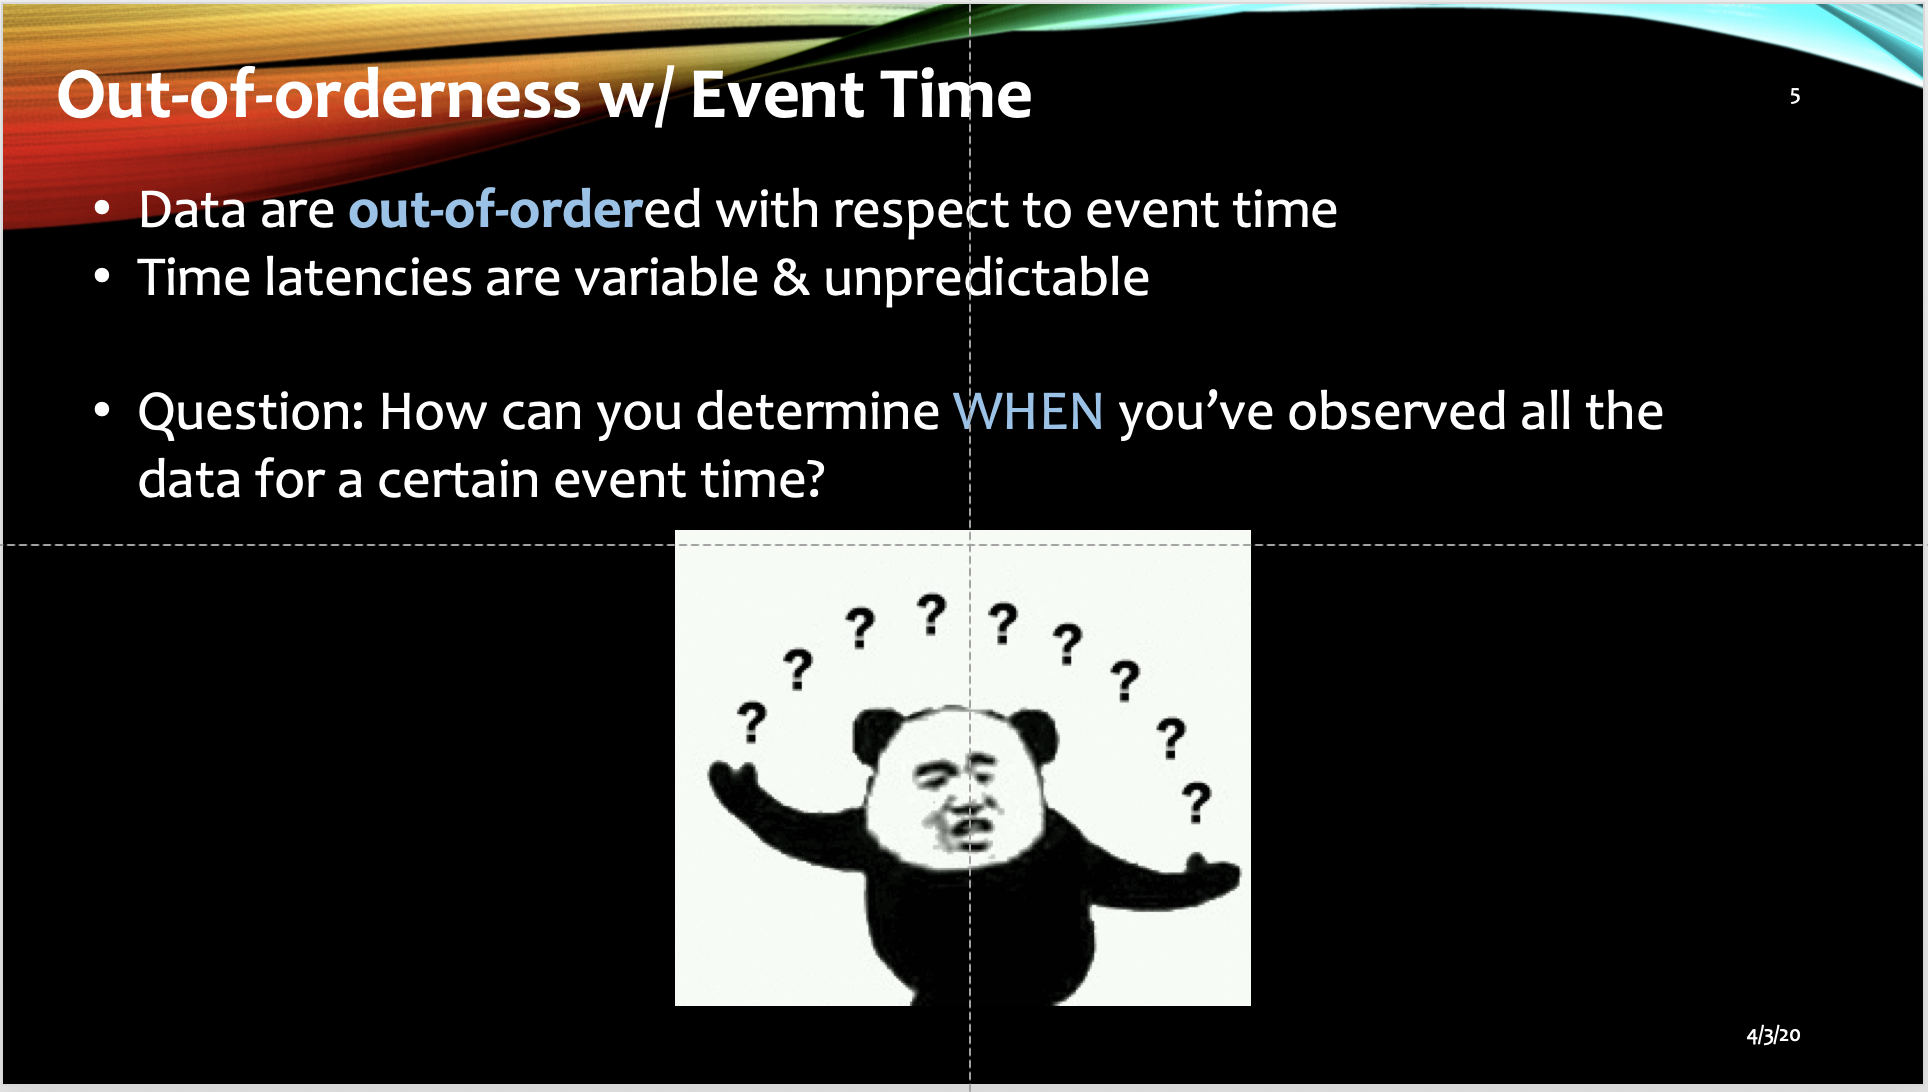 Out-of-orderness w/ Event Time
5
• Data are out-of-ordered with respect to event time
• Time latencies are variable & unpredictable
• Question: How can you determine WHEN you’ve observed all the
data for a certain event time?
? ? ? ? ? ? ? ? ?
4/3/20